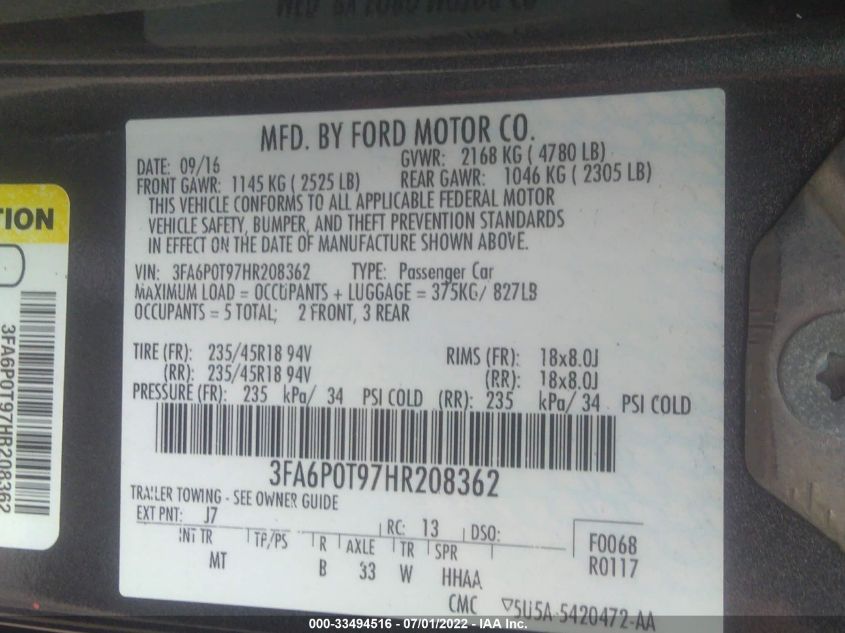 MFD. BY FORD MOTOR CO.
DATE: 09/16
GVWR: 2168 KG ( 4780 LB)
FRONT GAWR: 1145 KG ( 2525 LB)
REAR GAWR: 1046 KG ( 2305 LB)
THIS VEHICLE CONFORMS TO ALL APPLICABLE FEDERAL MOTOR
VEHICLE SAFETY, BUMPER, AND THEFT PREVENTION STANDARDS
IN EFFECT ON THE DATE OF MANUFACTURE SHOWN ABOVE.
VIN: 3FA6P0T97HR208362 TYPE: Passenger Car
MAXIMUM LOAD = OCCUPANTS + LUGGAGE = 375KG/ 827LB
OCCUPANTS = 5 TOTAL; 2 FRONT, 3 REAR
TIRE (FR): 235/45R18 94V RIMS (FR): 18x8.0J
(RR): 235/45R18 94V (RR): 18x8.0J
PRESSURE (FR): 235 kPa/ 34 PSI COLD (RR): 235 kPa/ 34 PSI COLD
3FA6P0T97HR208362
TRAILER TOWING - SEE OWNER GUIDE
EXT PNT: J7 RC: 13 DSO: F0068
INT TR TP/PS R AXLE TR SPR R0117
MT B 33 W HHAA
CMC ▽5U5A-5420472-AA
TION
3FA6P0T97HR208362
000-33494516 - 07/01/2022 - IAA Inc.